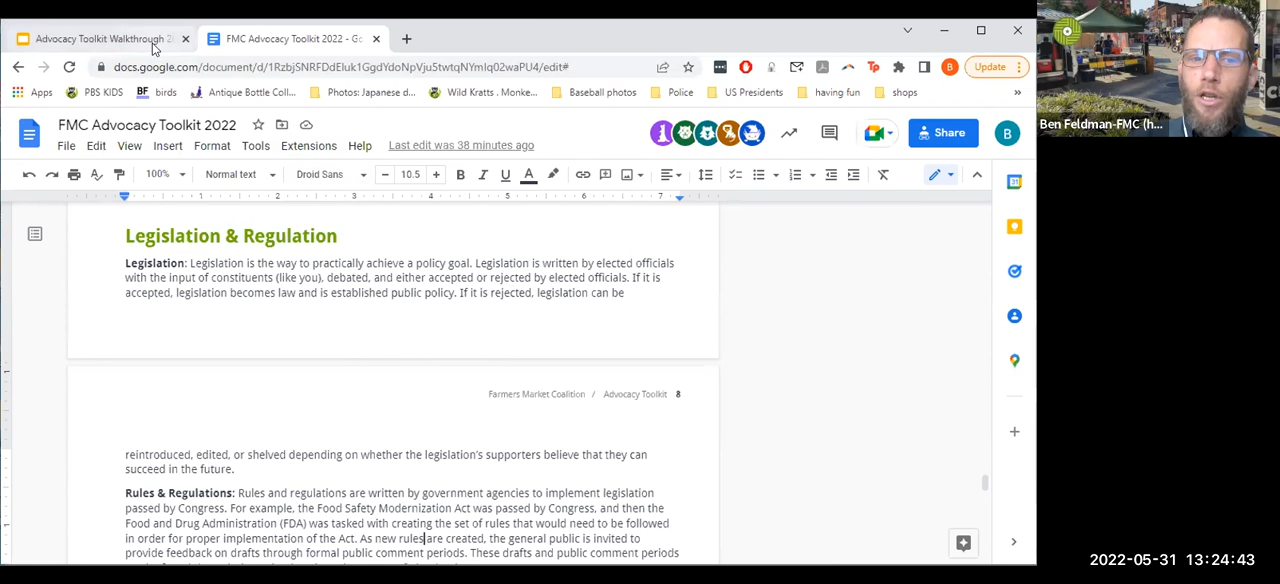 Advocacy Toolkit Walkthrough 2
FMC Advocacy Toolkit 2022 - Go
docs.google.com/document/d/1RzbjSNRFDdEluk1GgdYdoNpVju5twtqNYmlq62waPU4/edit#
Update
Apps
PBS KIDS
BF birds
Antique Bottle Coll...
Photos: Japanese d...
Wild Kratts . Monke...
Baseball photos
Police
US Presidents
having fun
shops
»
FMC Advocacy Toolkit 2022
File Edit View Insert Format Tools Extensions Help Last edit was 38 minutes ago
Share
B
100% Normal text Droid Sans 10.5
1 2 3 4 5 6 7
Legislation & Regulation
Legislation: Legislation is the way to practically achieve a policy goal. Legislation is written by elected officials
with the input of constituents (like you), debated, and either accepted or rejected by elected officials. If it is
accepted, legislation becomes law and is established public policy. If it is rejected, legislation can be
Farmers Market Coalition / Advocacy Toolkit 8
reintroduced, edited, or shelved depending on whether the legislation's supporters believe that they can
succeed in the future.
Rules & Regulations: Rules and regulations are written by government agencies to implement legislation
passed by Congress. For example, the Food Safety Modernization Act was passed by Congress, and then the
Food and Drug Administration (FDA) was tasked with creating the set of rules that would need to be followed
in order for proper implementation of the Act. As new rules are created, the general public is invited to
provide feedback on drafts through formal public comment periods. These drafts and public comment periods
Ben Feldman-FMC (h...
2022-05-31 13:24:43